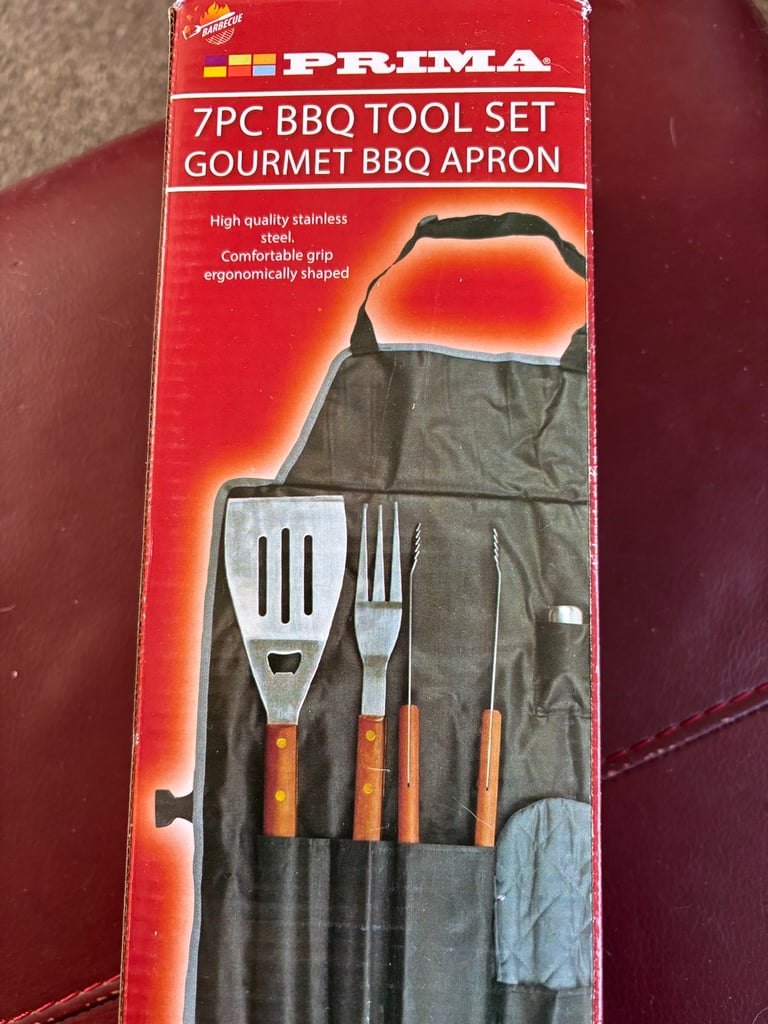 BARBECUE
PRIMA®
7PC BBQ TOOL SET
GOURMET BBQ APRON
High quality stainless
steel.
Comfortable grip
ergonomically shaped